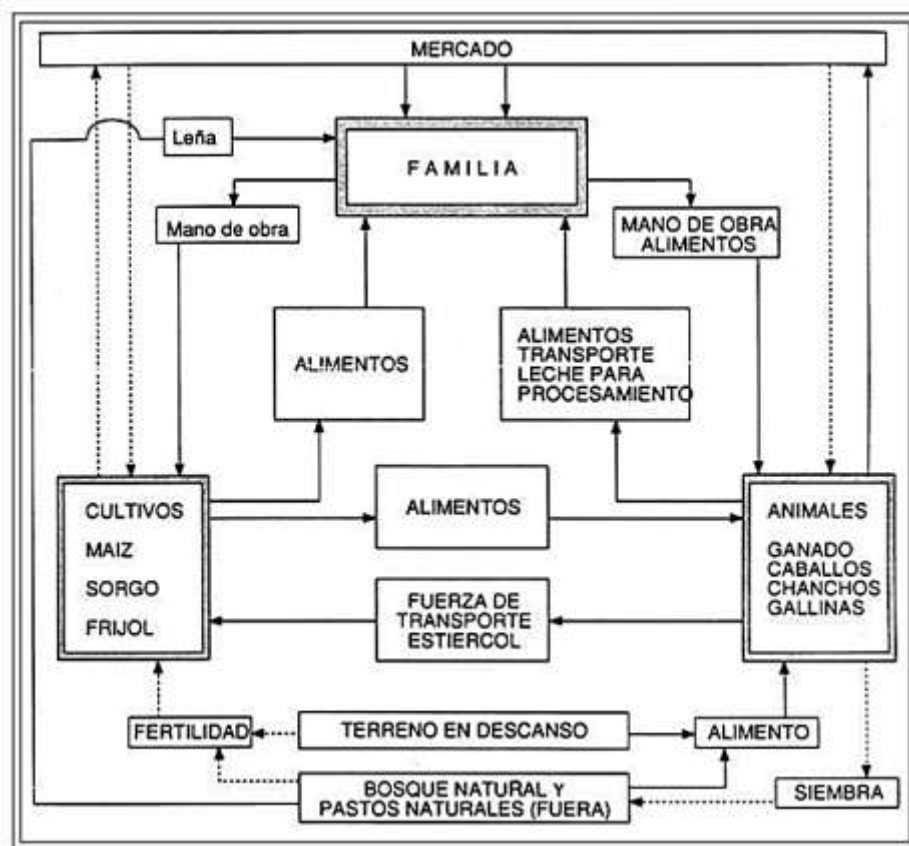 MERCADO
Leña
FAMILIA
Mano de obra
MANO DE OBRA
ALIMENTOS
ALIMENTOS
ALIMENTOS
TRANSPORTE
LECHE PARA
PROCESAMIENTO
CULTIVOS
MAIZ
SORGO
FRIJOL
ALIMENTOS
ANIMALES
GANADO
CABALLOS
CHANCHOS
GALLINAS
FUERZA DE
TRANSPORTE
ESTIERCOL
FERTILIDAD
TERRENO EN DESCANSO
ALIMENTO
BOSQUE NATURAL Y
PASTOS NATURALES (FUERA)
SIEMBRA